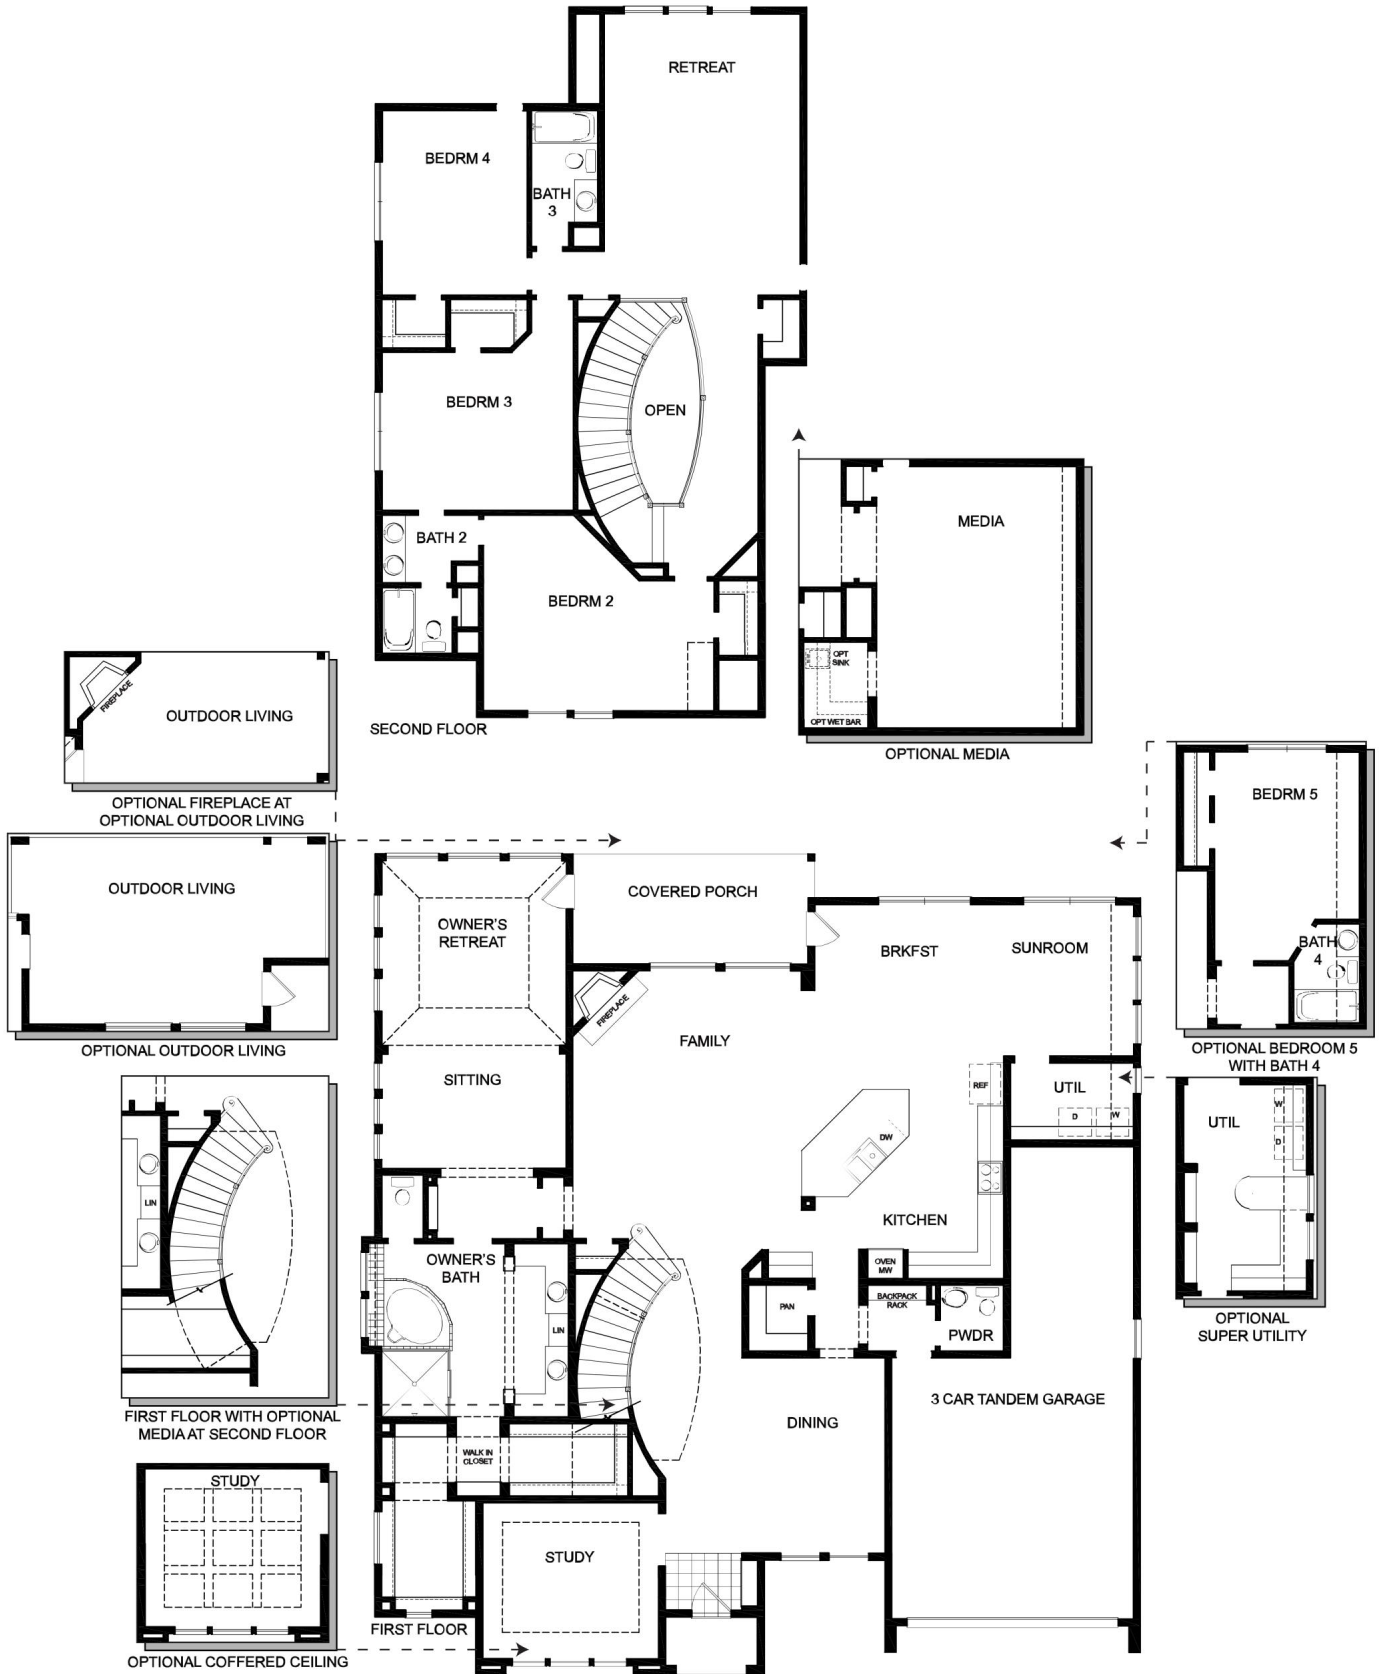 RETREAT
BEDRM 4
BATH
3
BEDRM 3
OPEN
BATH 2
BEDRM 2
SECOND FLOOR
MEDIA
OPT
SINK
OPT WET BAR
OPTIONAL MEDIA
FIREPLACE
OUTDOOR LIVING
OPTIONAL FIREPLACE AT
OPTIONAL OUTDOOR LIVING
OUTDOOR LIVING
OPTIONAL OUTDOOR LIVING
BEDRM 5
BATH
4
OPTIONAL BEDROOM 5
WITH BATH 4
COVERED PORCH
OWNER'S
RETREAT
BRKFST
SUNROOM
FIREPLACE
FAMILY
SITTING
REF
UTIL
D
W
DW
KITCHEN
OVEN
MW
OWNER'S
BATH
LIN
PAN
BACKPACK
RACK
PWDR
3 CAR TANDEM GARAGE
DINING
WALK IN
CLOSET
STUDY
FIRST FLOOR
UTIL
W
D
OPTIONAL
SUPER UTILITY
LIN
FIRST FLOOR WITH OPTIONAL
MEDIA AT SECOND FLOOR
STUDY
OPTIONAL COFFERED CEILING